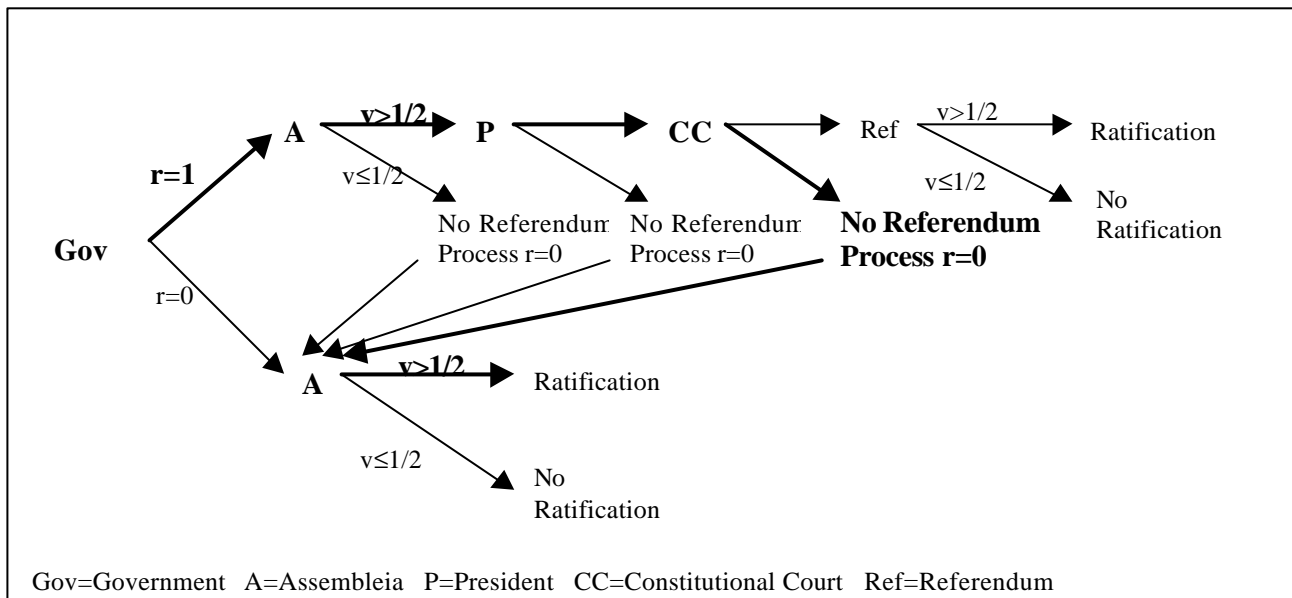 v>1/2
v>1/2
A
P
CC
Ref
Ratification
r=1
v≤1/2
v≤1/2
No Referendum
Process r=0
No Referendum
Process r=0
No Referendum
Process r=0
No
Ratification
Gov
r=0
v>1/2
A
Ratification
v≤1/2
No
Ratification
Gov=Government A=Assembleia P=President CC=Constitutional Court Ref=Referendum